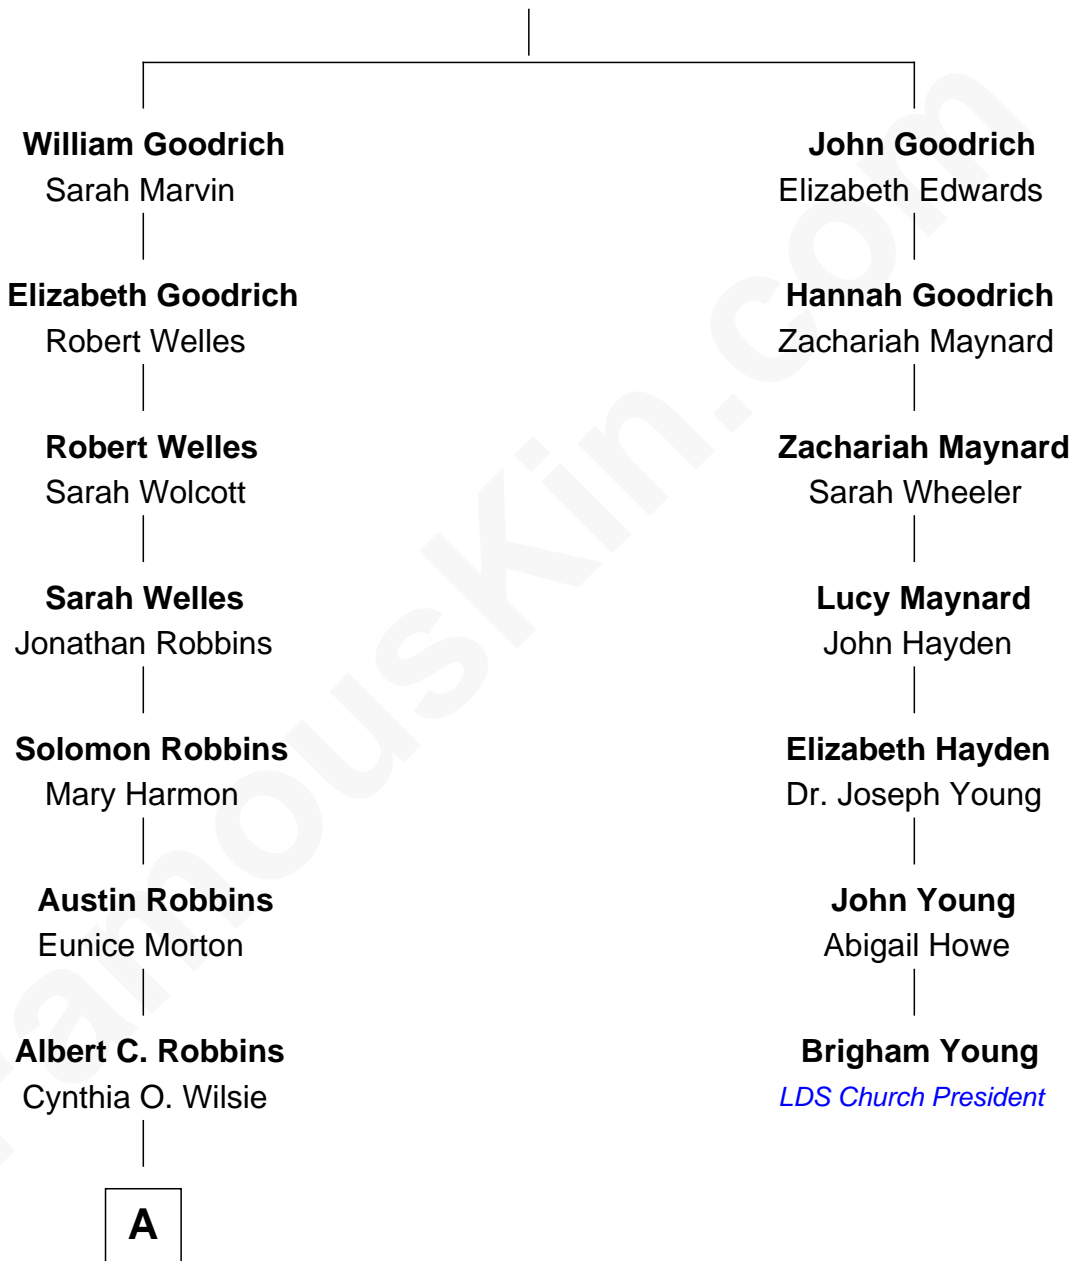 William Goodrich
Sarah Marvin
Elizabeth Goodrich
Robert Welles
Robert Welles
Sarah Wolcott
Sarah Welles
Jonathan Robbins
Solomon Robbins
Mary Harmon
Austin Robbins
Eunice Morton
Albert C. Robbins
Cynthia O. Wilsie
A
John Goodrich
Elizabeth Edwards
Hannah Goodrich
Zachariah Maynard
Zachariah Maynard
Sarah Wheeler
Lucy Maynard
John Hayden
Elizabeth Hayden
Dr. Joseph Young
John Young
Abigail Howe
Brigham Young
LDS Church President
FamousKin.com